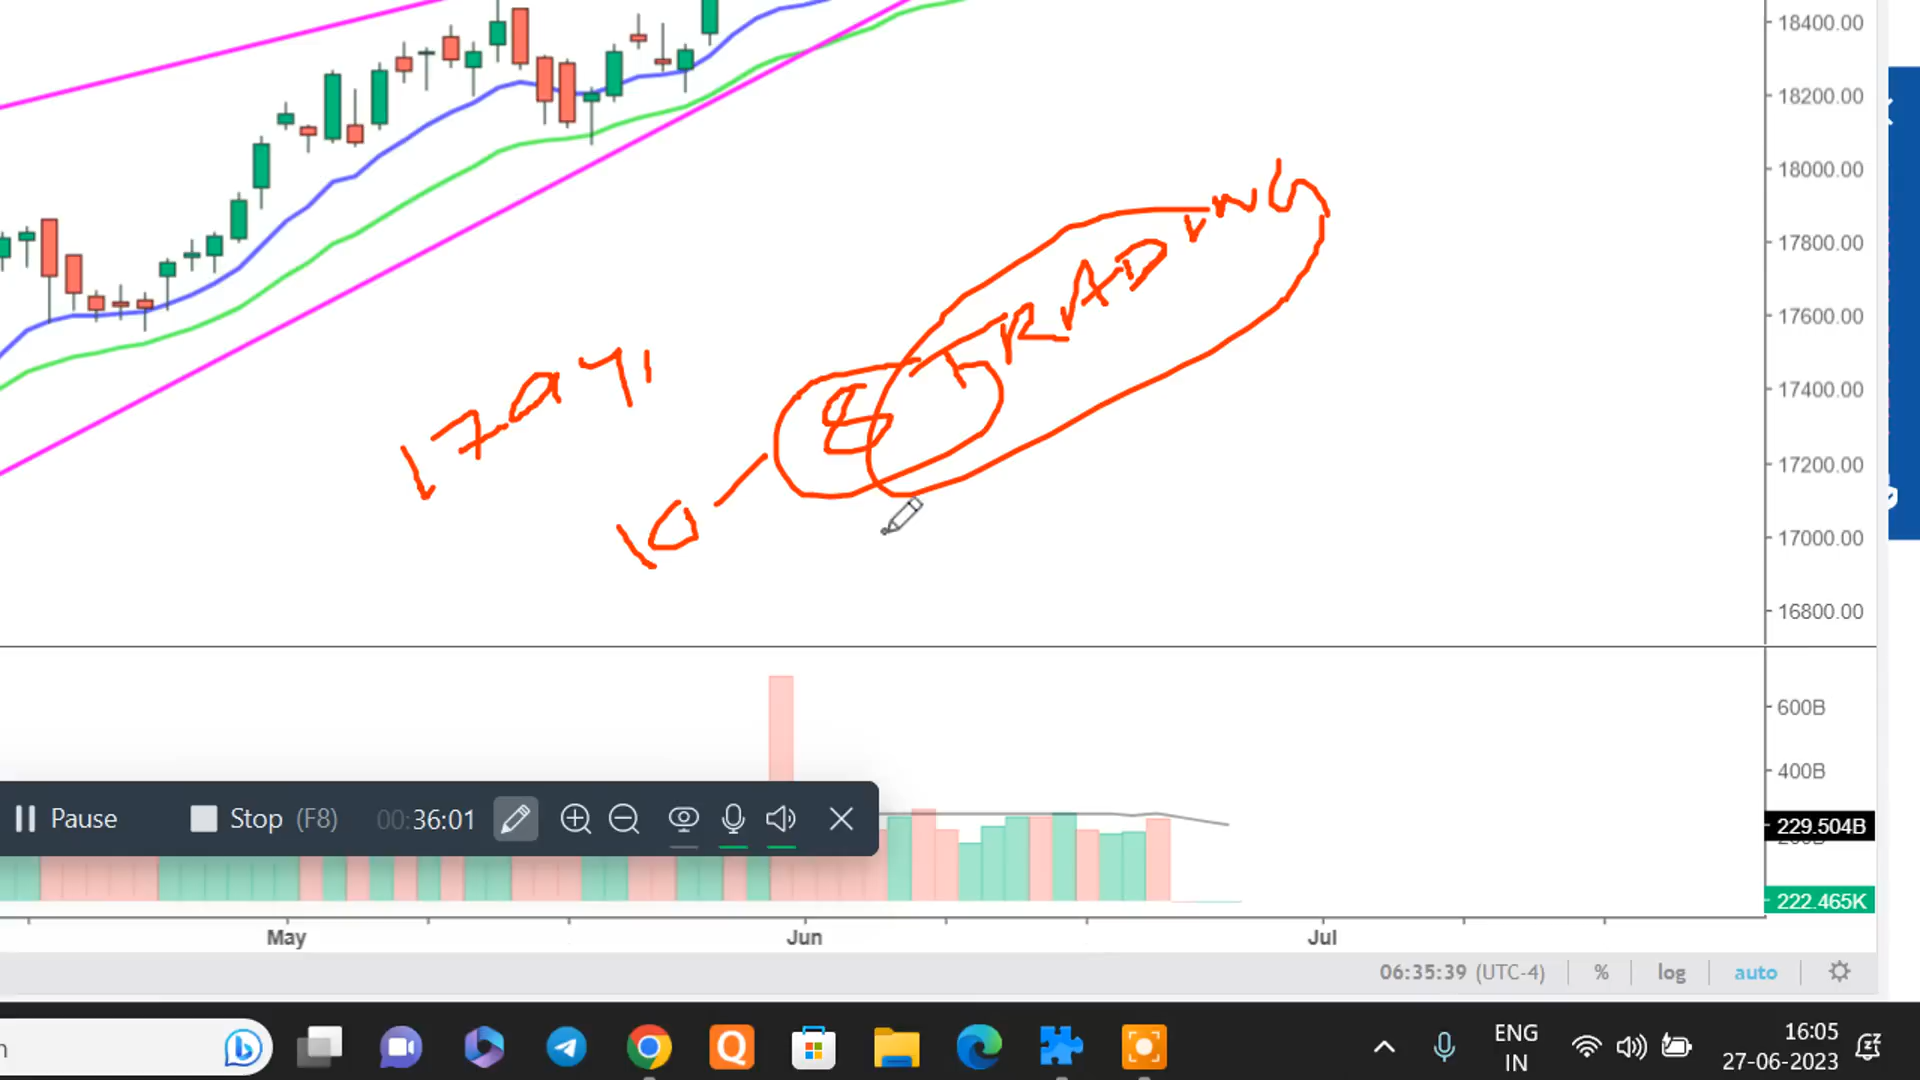 18400.00
18200.00
18000.00
17800.00
17600.00
17400.00
17200.00
17000.00
16800.00
TRADING
8
10
600B
400B
229.504B
222.465K
Pause
Stop (F8)
00:36:01
May
Jun
Jul
06:35:39 (UTC-4)
%
log
auto
Q
ENG
IN
16:05
27-06-2023